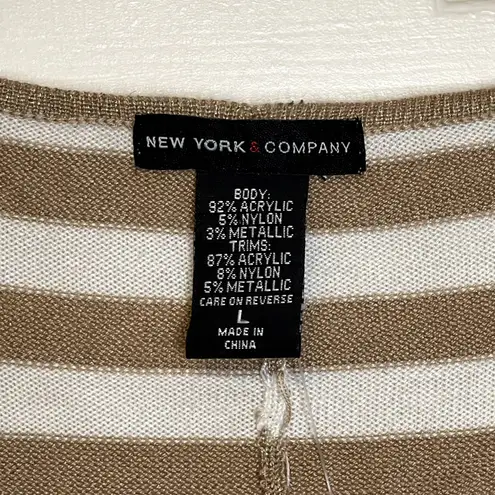 NEW YORK & COMPANY
BODY:
92% ACRYLIC
5% NYLON
3% METALLIC
TRIMS:
87% ACRYLIC
8% NYLON
5% METALLIC
CARE ON REVERSE
L
MADE IN
CHINA